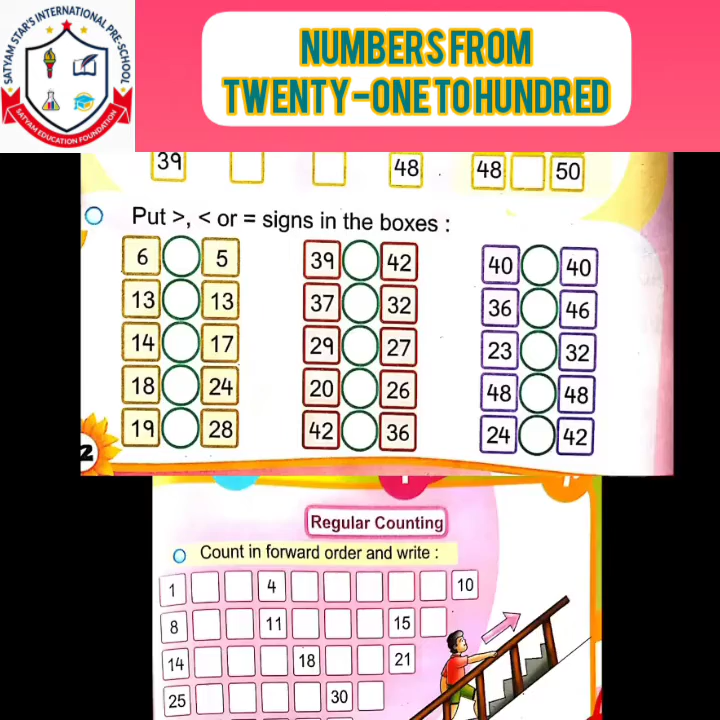 SATYAM STAR'S INTERNATIONAL PRE-SCHOOL
SATYAM EDUCATION FOUNDATION
NUMBERS FROM
TWENTY-ONE TO HUNDRED
39 48 48 50
Put >, < or = signs in the boxes :
6 5 39 42 40 40
13 13 37 32 36 46
14 17 29 27 23 32
18 24 20 26 48 48
19 28 42 36 24 42
2
Regular Counting
Count in forward order and write :
1 4 10
8 11 15
14 18 21
25 30